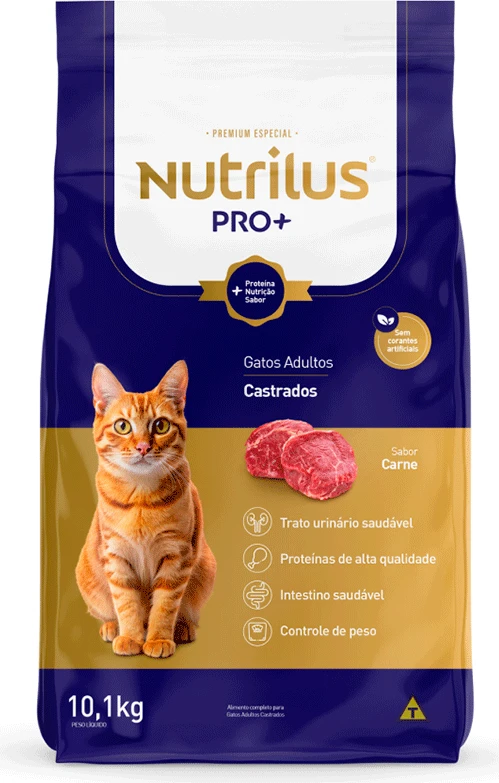 • PREMIUM ESPECIAL •
Nutrilus®
PRO+
+ Proteína
Nutrição
Sabor
Sem
corantes
artificiais
Gatos Adultos
Castrados
Sabor
Carne
Trato urinário saudável
Proteínas de alta qualidade
Intestino saudável
Controle de peso
10,1kg
PESO LÍQUIDO
Alimento completo para
Gatos Adultos Castrados
T